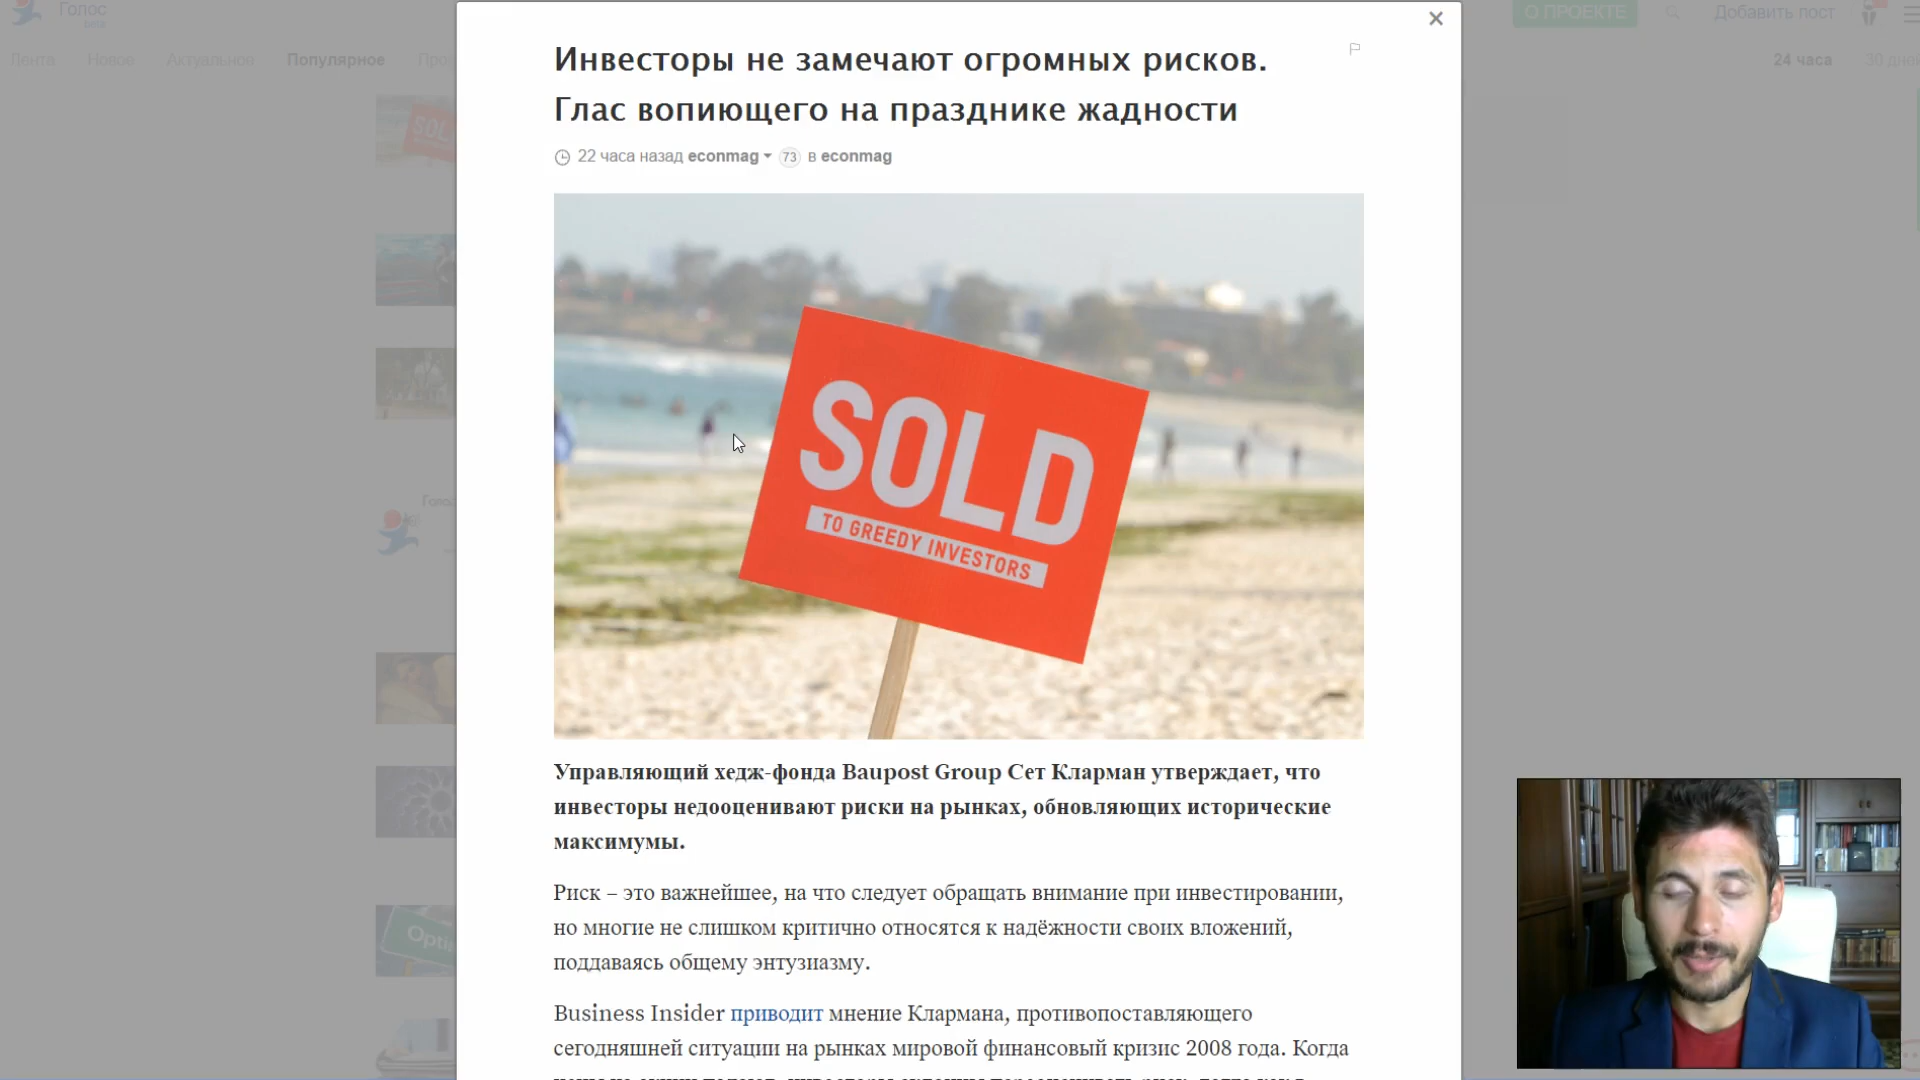 Голос
beta
О ПРОЕКТЕ
Добавить пост
Лента Новое Актуальное Популярное Про
24 часа 30 дней
Инвесторы не замечают огромных рисков.
Глас вопиющего на празднике жадности
22 часа назад econmag 73 в econmag
SOLD
TO GREEDY INVESTORS
Управляющий хедж-фонда Baupost Group Сет Кларман утверждает, что
инвесторы недооценивают риски на рынках, обновляющих исторические
максимумы.
Риск – это важнейшее, на что следует обращать внимание при инвестировании,
но многие не слишком критично относятся к надёжности своих вложений,
поддаваясь общему энтузиазму.
Business Insider приводит мнение Клармана, противопоставляющего
сегодняшней ситуации на рынках мировой финансовый кризис 2008 года. Когда